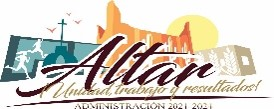 Altar
¡Unidad, trabajo y resultados!
ADMINISTRACIÓN 2021-2021